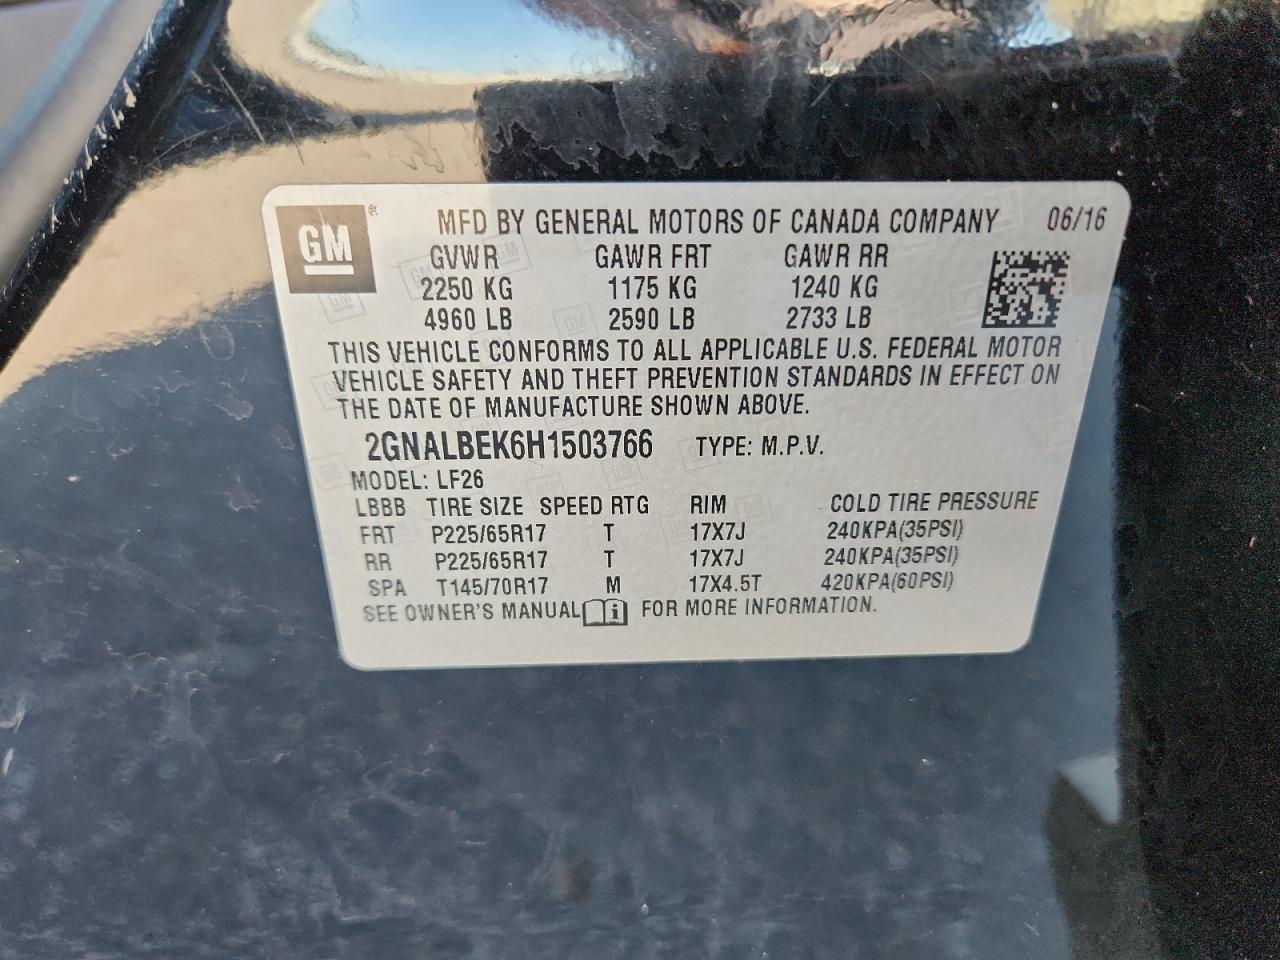 GM ®
MFD BY GENERAL MOTORS OF CANADA COMPANY 06/16
GVWR GAWR FRT GAWR RR
2250 KG 1175 KG 1240 KG
4960 LB 2590 LB 2733 LB
THIS VEHICLE CONFORMS TO ALL APPLICABLE U.S. FEDERAL MOTOR
VEHICLE SAFETY AND THEFT PREVENTION STANDARDS IN EFFECT ON
THE DATE OF MANUFACTURE SHOWN ABOVE.
2GNALBEK6H1503766 TYPE: M.P.V.
MODEL: LF26
LBBB TIRE SIZE SPEED RTG RIM COLD TIRE PRESSURE
FRT P225/65R17 T 17X7J 240KPA(35PSI)
RR P225/65R17 T 17X7J 240KPA(35PSI)
SPA T145/70R17 M 17X4.5T 420KPA(60PSI)
SEE OWNER'S MANUAL i FOR MORE INFORMATION.